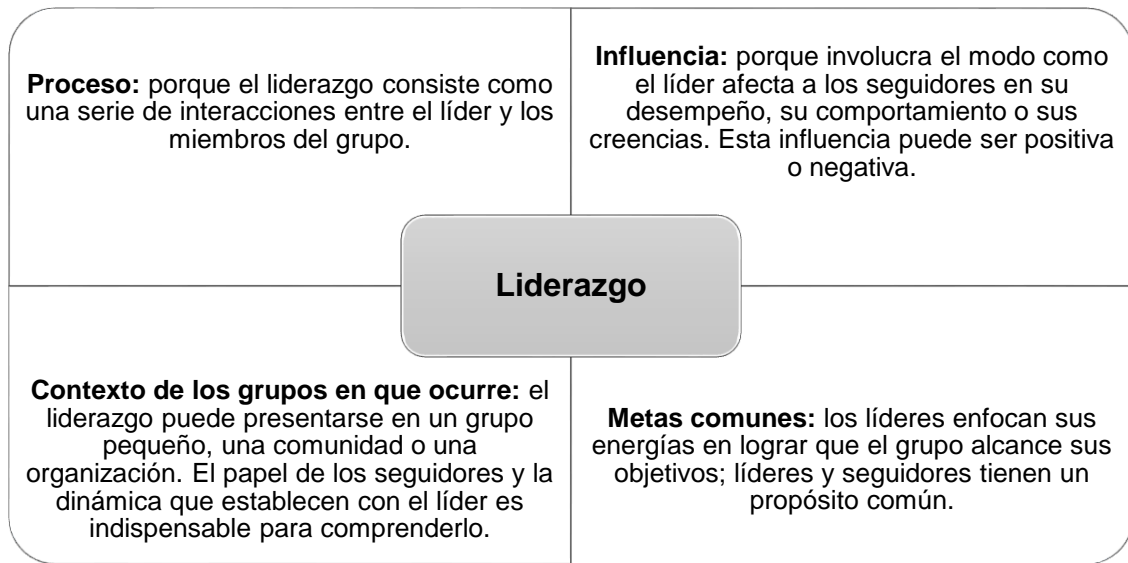 Proceso: porque el liderazgo consiste como
una serie de interacciones entre el líder y los
miembros del grupo.
Influencia: porque involucra el modo como
el líder afecta a los seguidores en su
desempeño, su comportamiento o sus
creencias. Esta influencia puede ser positiva
o negativa.
Liderazgo
Contexto de los grupos en que ocurre: el
liderazgo puede presentarse en un grupo
pequeño, una comunidad o una
organización. El papel de los seguidores y la
dinámica que establecen con el líder es
indispensable para comprenderlo.
Metas comunes: los líderes enfocan sus
energías en lograr que el grupo alcance sus
objetivos; líderes y seguidores tienen un
propósito común.